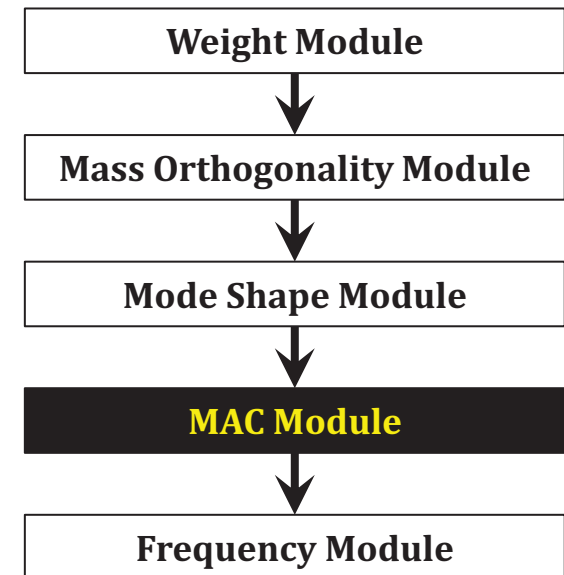 Weight Module
Mass Orthogonality Module
Mode Shape Module
MAC Module
Frequency Module